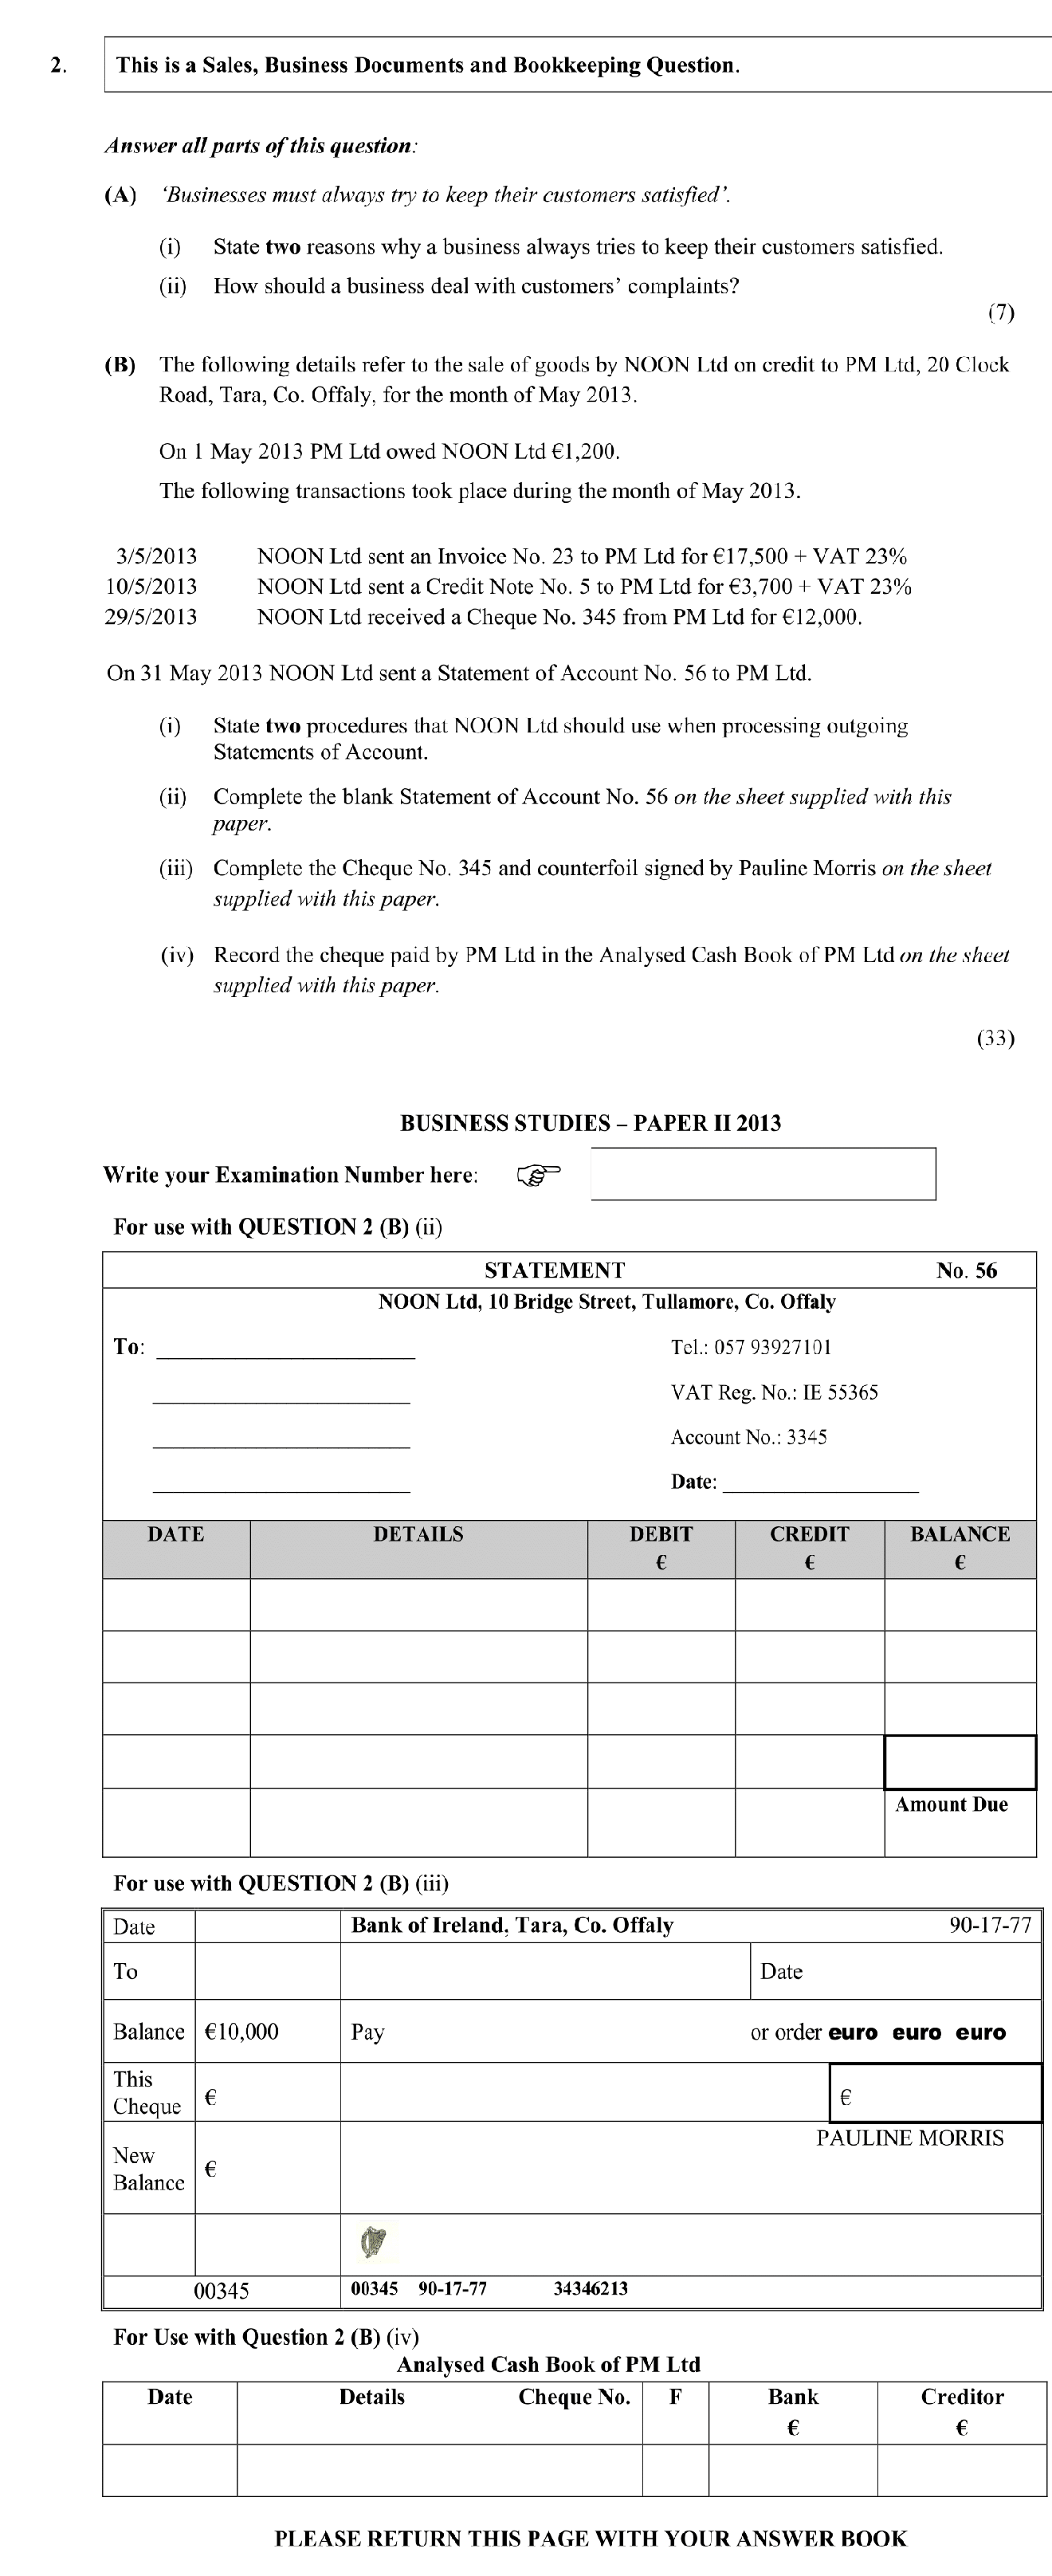 2. This is a Sales, Business Documents and Bookkeeping Question.
Answer all parts of this question:
(A) ‘Businesses must always try to keep their customers satisfied’.
(i) State two reasons why a business always tries to keep their customers satisfied.
(ii) How should a business deal with customers’ complaints?
(7)
(B) The following details refer to the sale of goods by NOON Ltd on credit to PM Ltd, 20 Clock
Road, Tara, Co. Offaly, for the month of May 2013.
On 1 May 2013 PM Ltd owed NOON Ltd €1,200.
The following transactions took place during the month of May 2013.
3/5/2013 NOON Ltd sent an Invoice No. 23 to PM Ltd for €17,500 + VAT 23%
10/5/2013 NOON Ltd sent a Credit Note No. 5 to PM Ltd for €3,700 + VAT 23%
29/5/2013 NOON Ltd received a Cheque No. 345 from PM Ltd for €12,000.
On 31 May 2013 NOON Ltd sent a Statement of Account No. 56 to PM Ltd.
(i) State two procedures that NOON Ltd should use when processing outgoing
Statements of Account.
(ii) Complete the blank Statement of Account No. 56 on the sheet supplied with this
paper.
(iii) Complete the Cheque No. 345 and counterfoil signed by Pauline Morris on the sheet
supplied with this paper.
(iv) Record the cheque paid by PM Ltd in the Analysed Cash Book of PM Ltd on the sheet
supplied with this paper.
(33)
BUSINESS STUDIES – PAPER II 2013
Write your Examination Number here:
For use with QUESTION 2 (B) (ii)
STATEMENT No. 56
NOON Ltd, 10 Bridge Street, Tullamore, Co. Offaly
To: Tel.: 057 93927101
VAT Reg. No.: IE 55365
Account No.: 3345
Date:
DATE DETAILS DEBIT CREDIT BALANCE
€ € €
Amount Due
For use with QUESTION 2 (B) (iii)
Date Bank of Ireland, Tara, Co. Offaly 90-17-77
To Date
Balance €10,000 Pay or order euro euro euro
This
Cheque € €
PAULINE MORRIS
New
Balance €
00345 00345 90-17-77 34346213
For Use with Question 2 (B) (iv)
Analysed Cash Book of PM Ltd
Date Details Cheque No. F Bank Creditor
€ €
PLEASE RETURN THIS PAGE WITH YOUR ANSWER BOOK